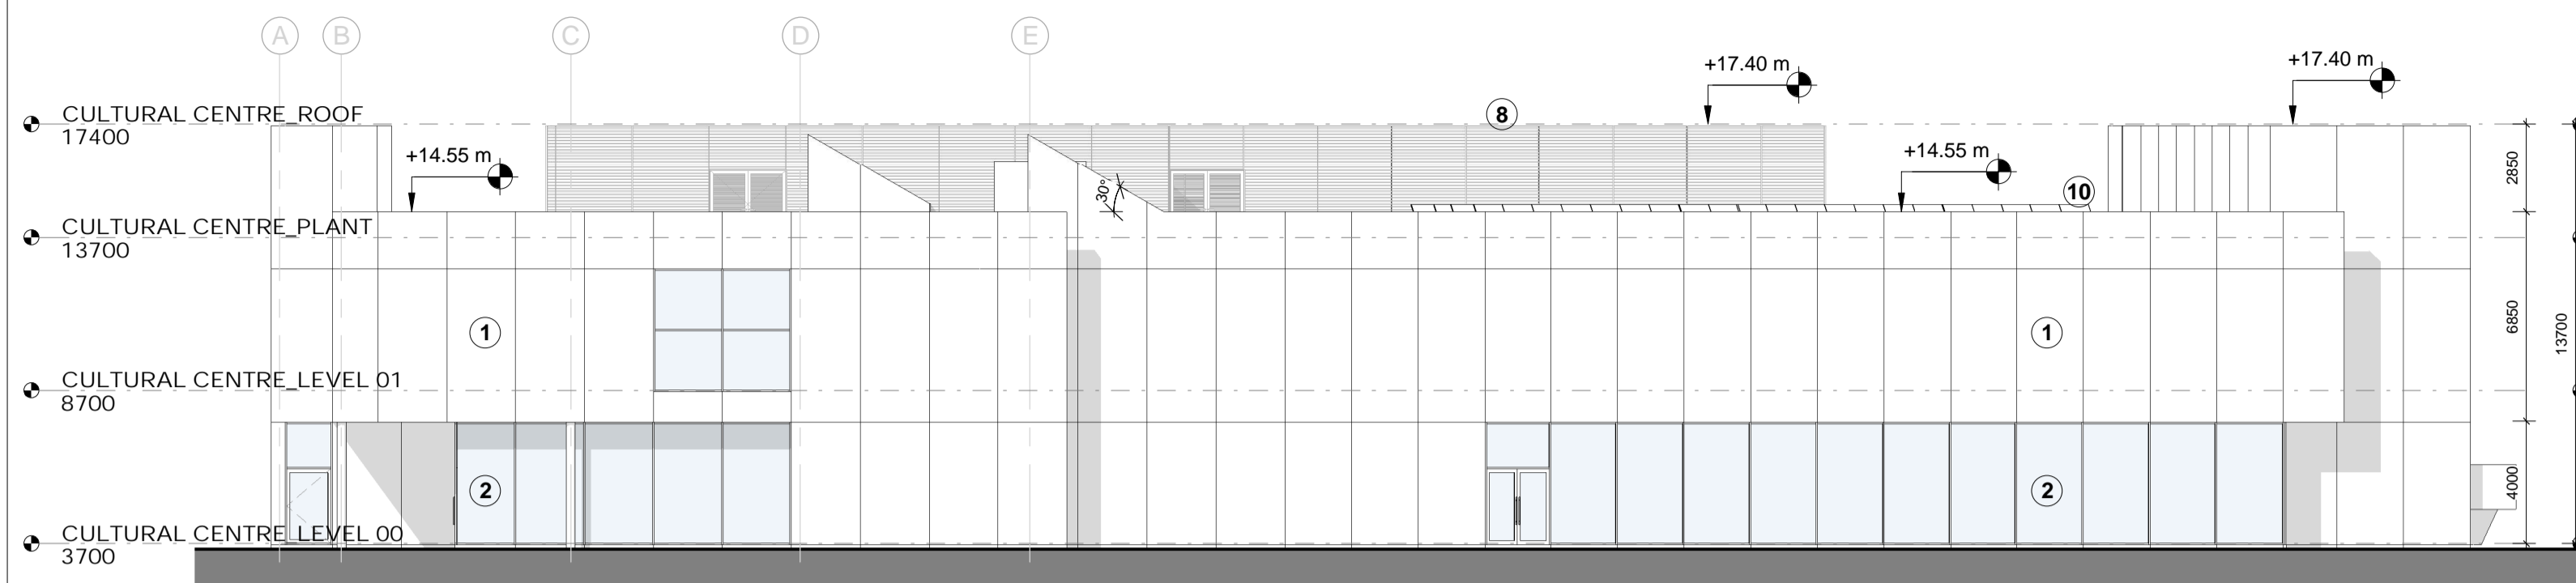 A B C D E
+17.40 m
+17.40 m
CULTURAL CENTRE_ROOF
17400
8
+14.55 m
+14.55 m
10
30°
2850
CULTURAL CENTRE_PLANT
13700
1
1
6850
13700
CULTURAL CENTRE_LEVEL 01
8700
2
2
4000
CULTURAL CENTRE_LEVEL 00
3700